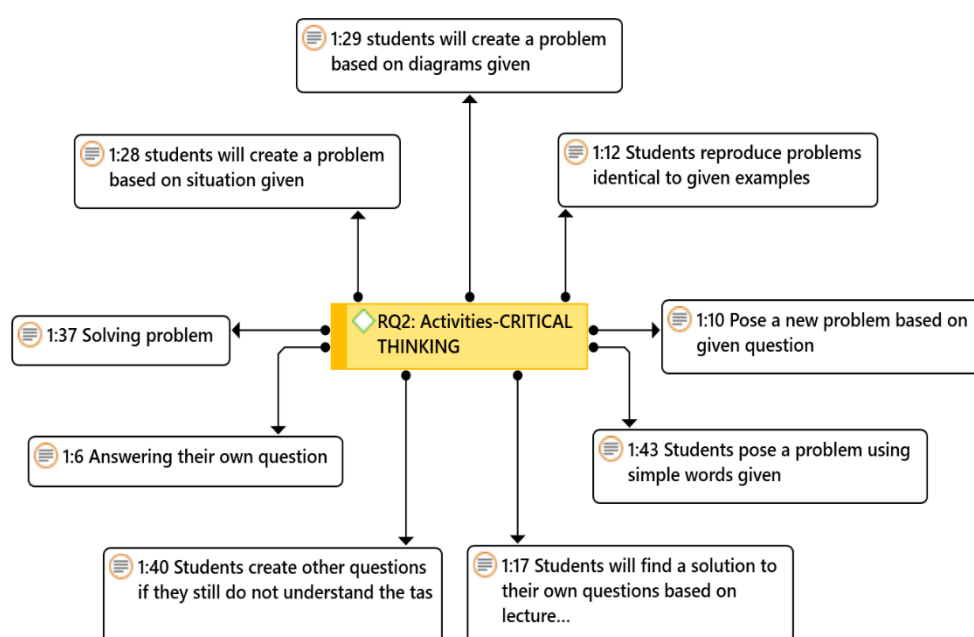 1:29 students will create a problem
based on diagrams given
1:28 students will create a problem
based on situation given
1:12 Students reproduce problems
identical to given examples
RQ2: Activities-CRITICAL
THINKING
1:37 Solving problem
1:10 Pose a new problem based on
given question
1:6 Answering their own question
1:43 Students pose a problem using
simple words given
1:40 Students create other questions
if they still do not understand the tas
1:17 Students will find a solution to
their own questions based on
lecture...